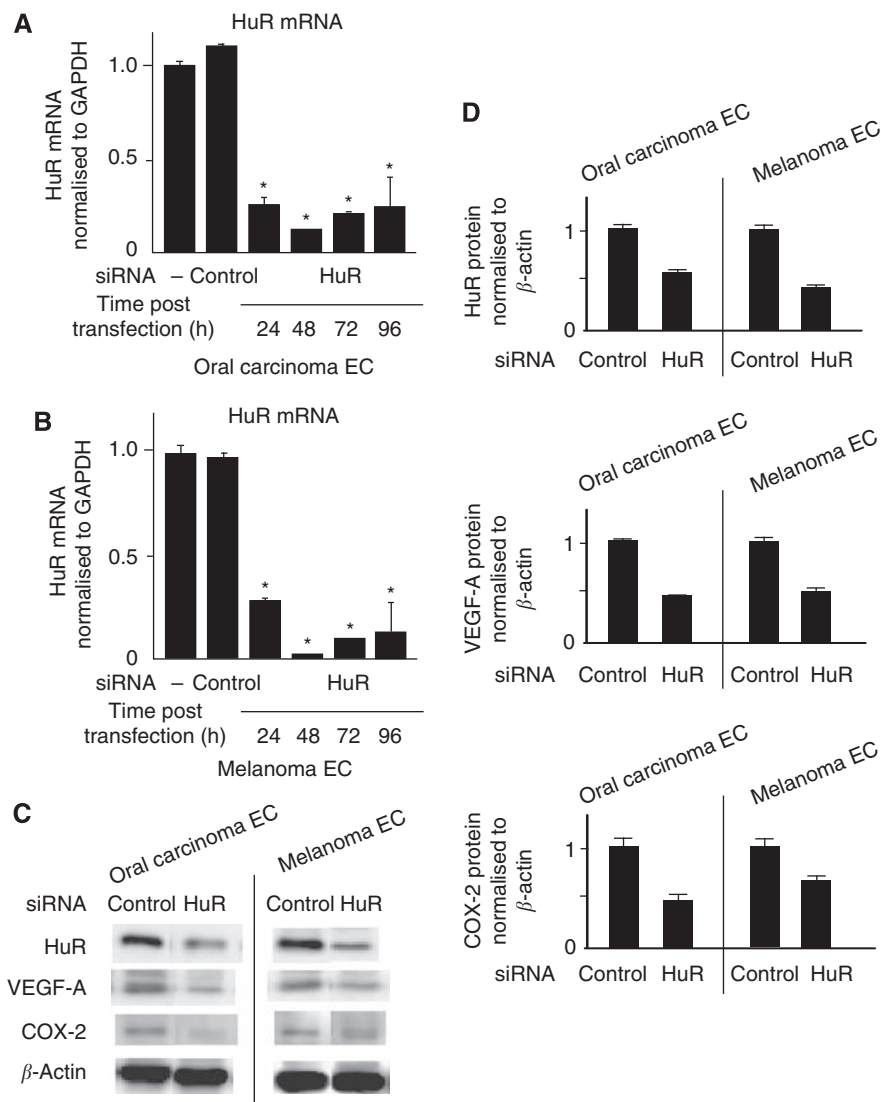 A
HuR mRNA
HuR mRNA
normalised to GAPDH
1.0
0.5
0
* * * *
siRNA – Control HuR
Time post
transfection (h) 24 48 72 96
Oral carcinoma EC
B
HuR mRNA
HuR mRNA
normalised to GAPDH
1.0
0.5
0
* * * *
siRNA – Control HuR
Time post
transfection (h) 24 48 72 96
Melanoma EC
C
Oral carcinoma EC Melanoma EC
siRNA Control HuR Control HuR
HuR
VEGF-A
COX-2
β-Actin
D
Oral carcinoma EC Melanoma EC
HuR protein
normalised to
β-actin
1
0
siRNA Control HuR Control HuR
Oral carcinoma EC Melanoma EC
VEGF-A protein
normalised to
β-actin
1
0
siRNA Control HuR Control HuR
Oral carcinoma EC Melanoma EC
COX-2 protein
normalised to
β-actin
1
0
siRNA Control HuR Control HuR